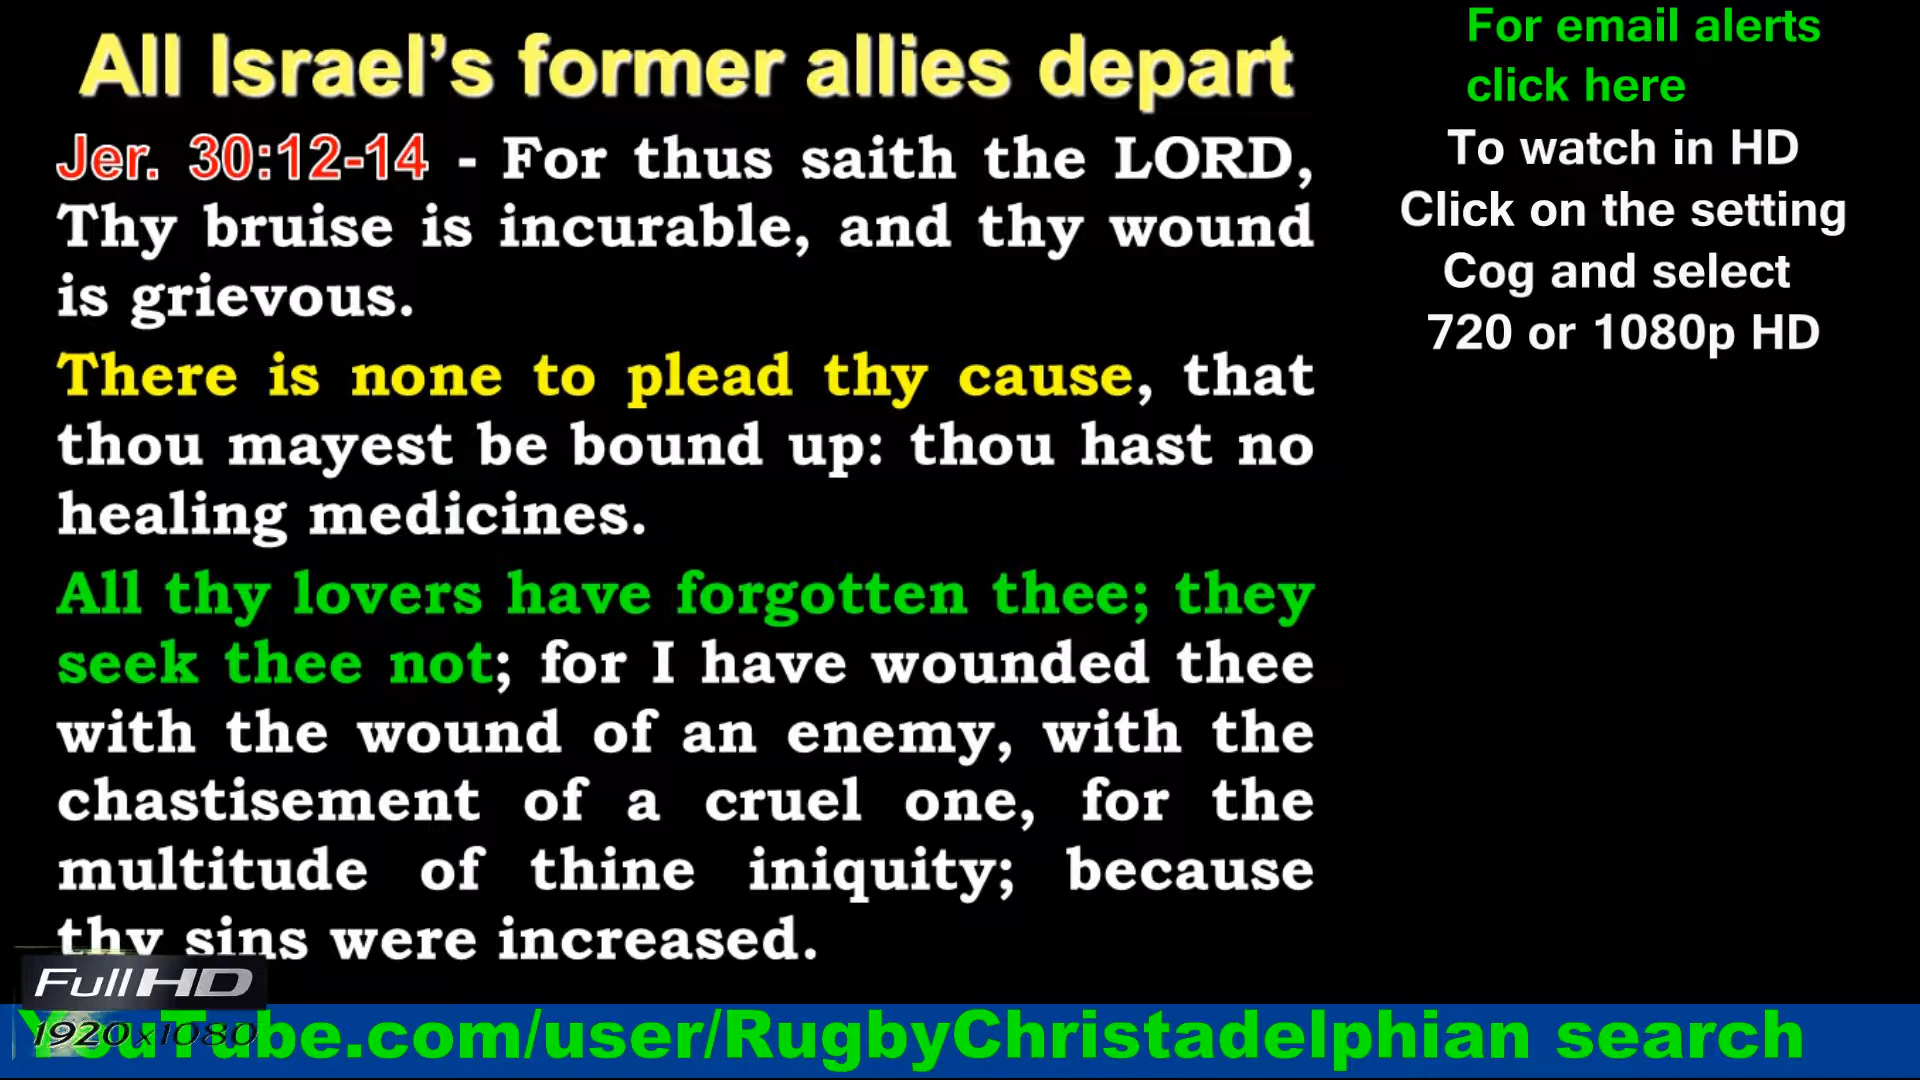 All Israel’s former allies depart
Jer. 30:12-14 - For thus saith the LORD,
Thy bruise is incurable, and thy wound
is grievous.
There is none to plead thy cause, that
thou mayest be bound up: thou hast no
healing medicines.
All thy lovers have forgotten thee; they
seek thee not; for I have wounded thee
with the wound of an enemy, with the
chastisement of a cruel one, for the
multitude of thine iniquity; because
thy sins were increased.
For email alerts
click here
To watch in HD
Click on the setting
Cog and select
720 or 1080p HD
Full HD
1920x1080
YouTube.com/user/RugbyChristadelphian search